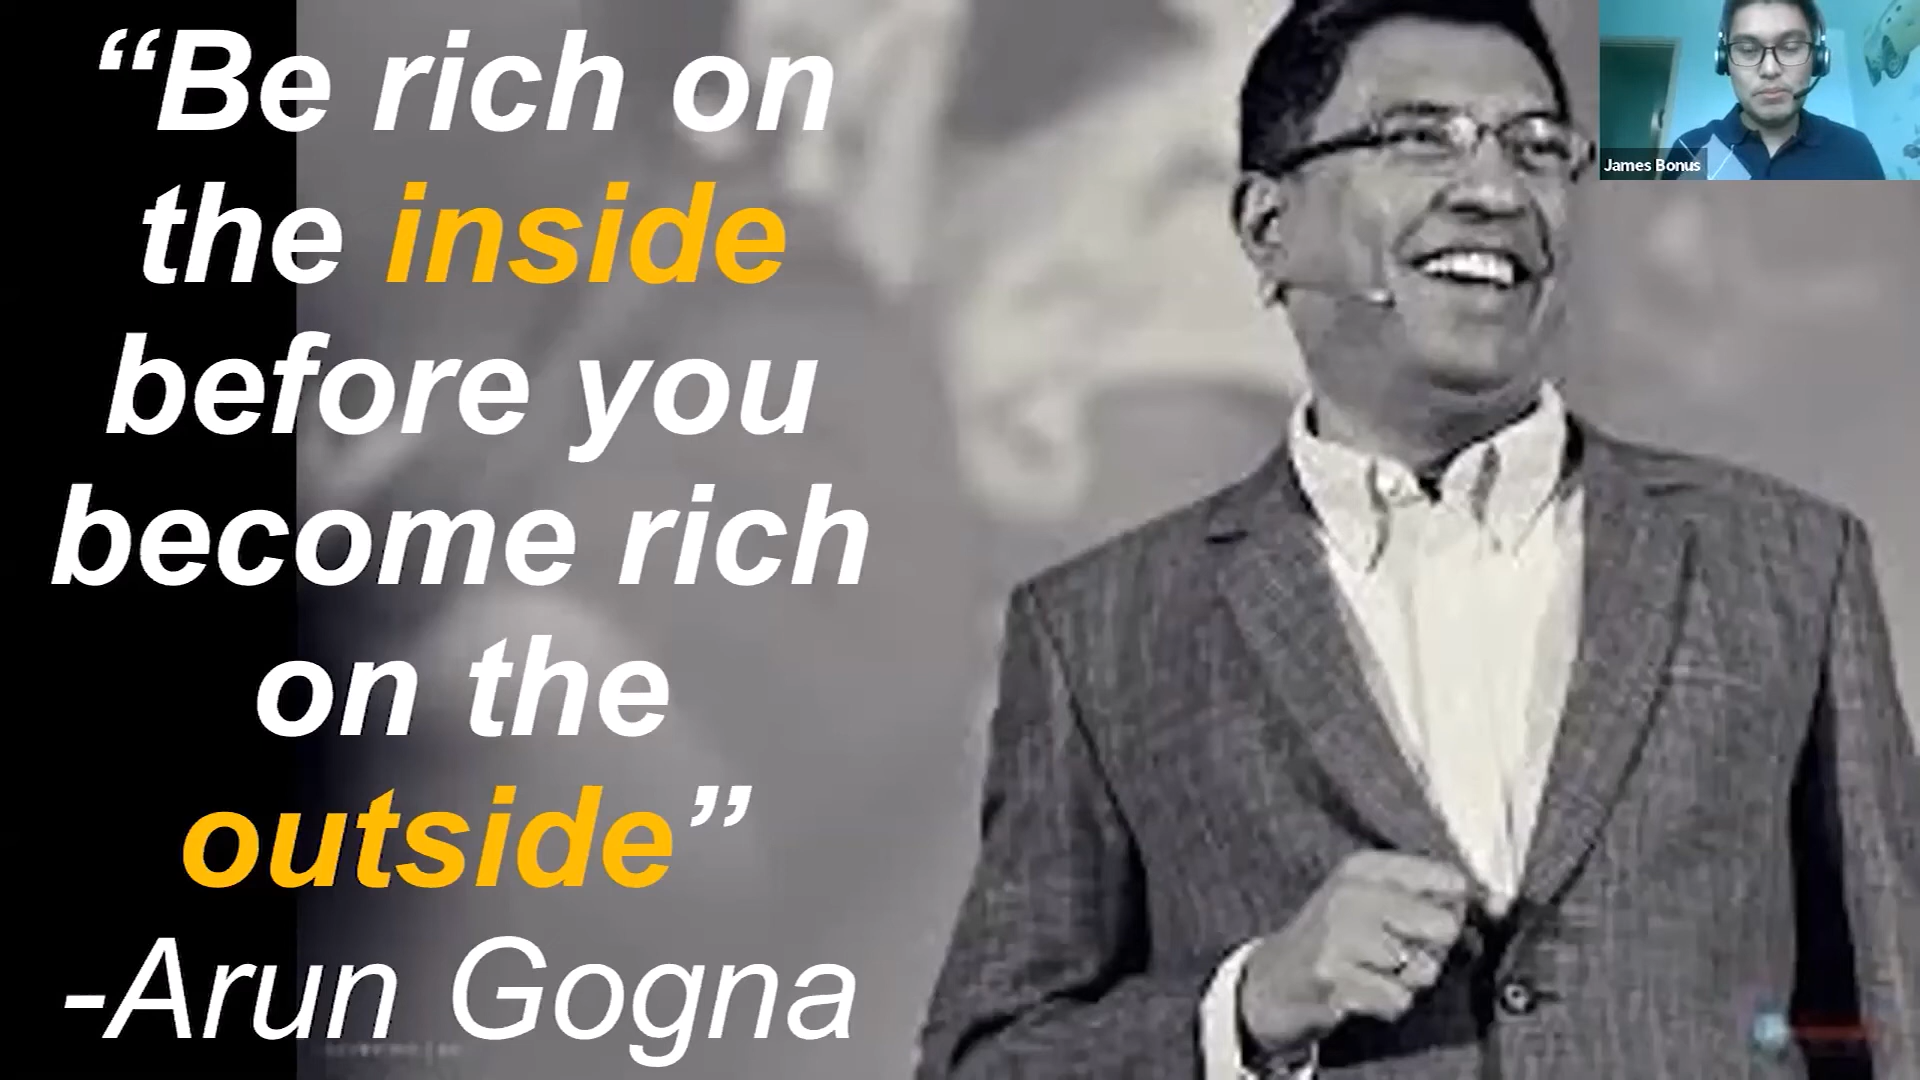 “Be rich on
the inside
before you
become rich
on the
outside”
-Arun Gogna
James Bonus